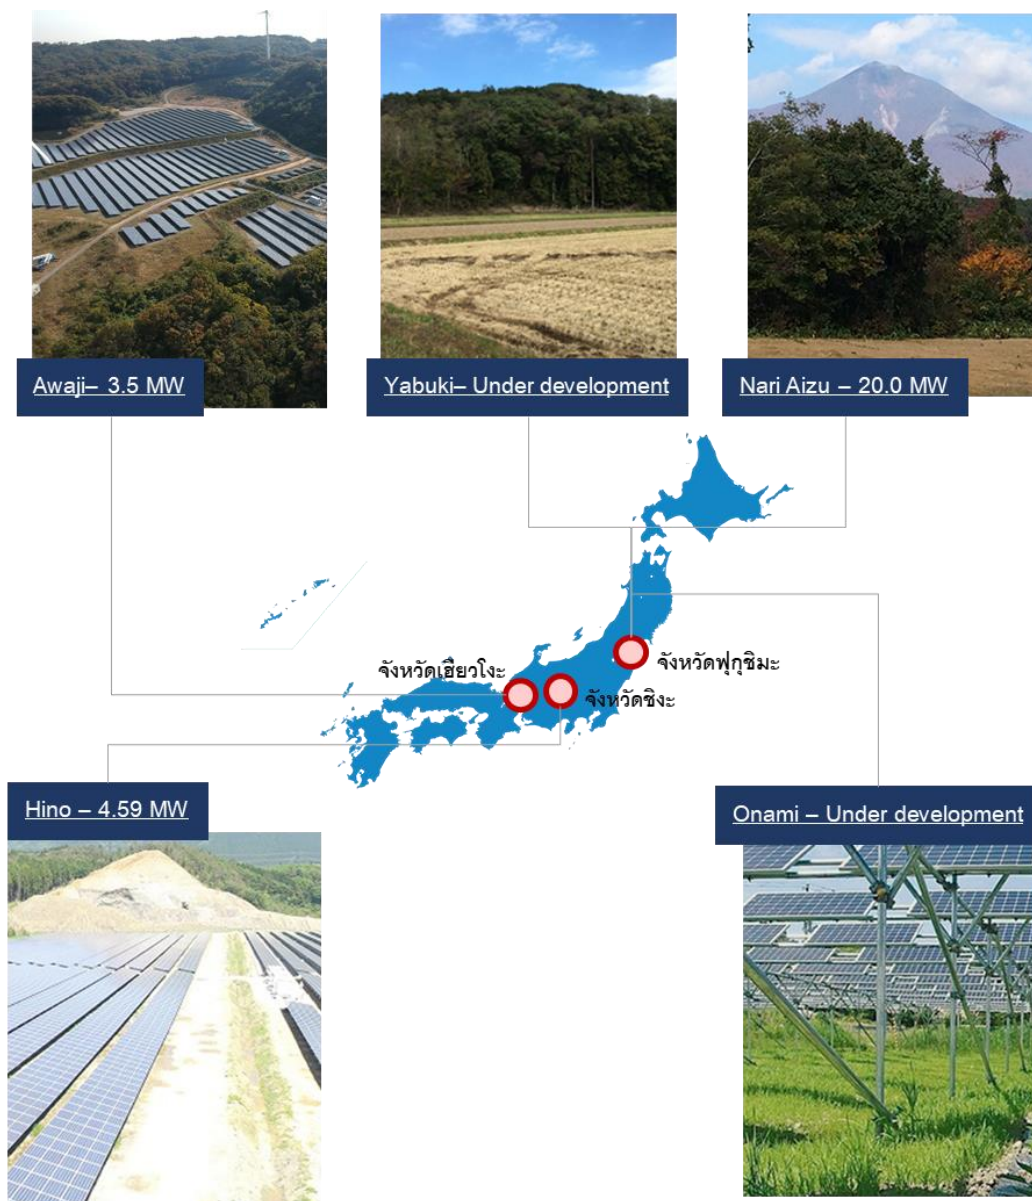 Awaji– 3.5 MW
Yabuki– Under development
Nari Aizu – 20.0 MW
จังหวัดเฮียวโงะ
จังหวัดฟุกุชิมะ
จังหวัดชิงะ
Hino – 4.59 MW
Onami – Under development